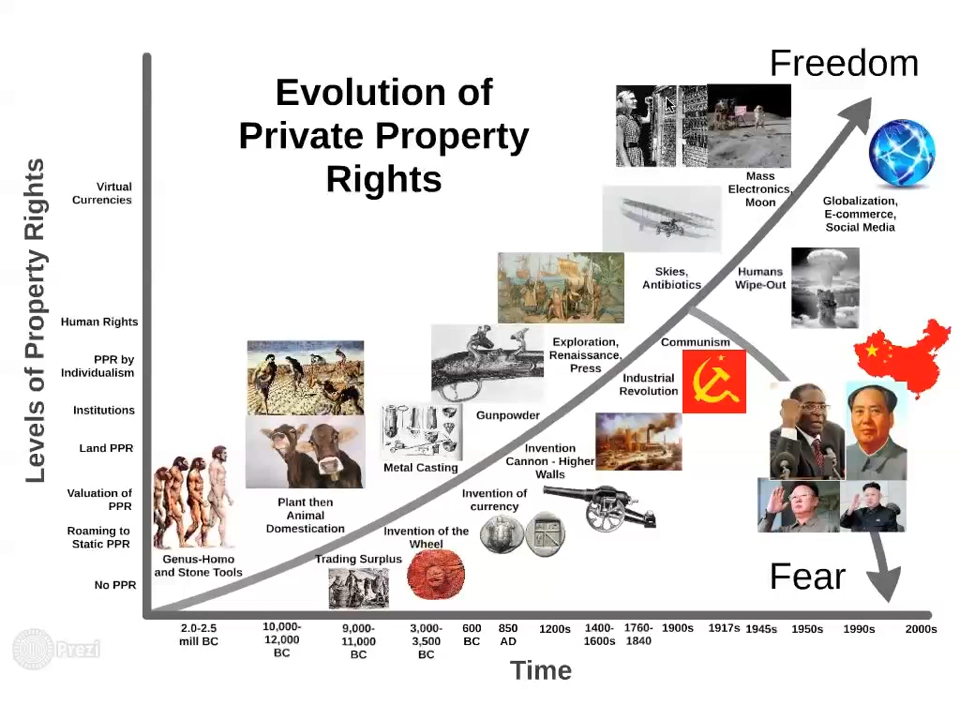 Freedom
Evolution of
Private Property
Rights
Levels of Property Rights
Virtual
Currencies
Human Rights
PPR by
Individualism
Institutions
Land PPR
Valuation of
PPR
Roaming to
Static PPR
No PPR
Mass
Electronics,
Moon
Globalization,
E-commerce,
Social Media
Skies,
Antibiotics
Humans
Wipe-Out
Exploration,
Renaissance,
Press
Communism
Industrial
Revolution
Gunpowder
Metal Casting
Invention
Cannon - Higher
Walls
Plant then
Animal
Domestication
Invention of
currency
Invention of the
Wheel
Trading Surplus
Genus-Homo
and Stone Tools
Fear
2.0-2.5
mill BC
10,000-
12,000
BC
9,000-
11,000
BC
3,000-
3,500
BC
600
BC
850
AD
1200s
1400-
1600s
1760-
1840
1900s
1917s
1945s
1950s
1990s
2000s
Time
Prezi